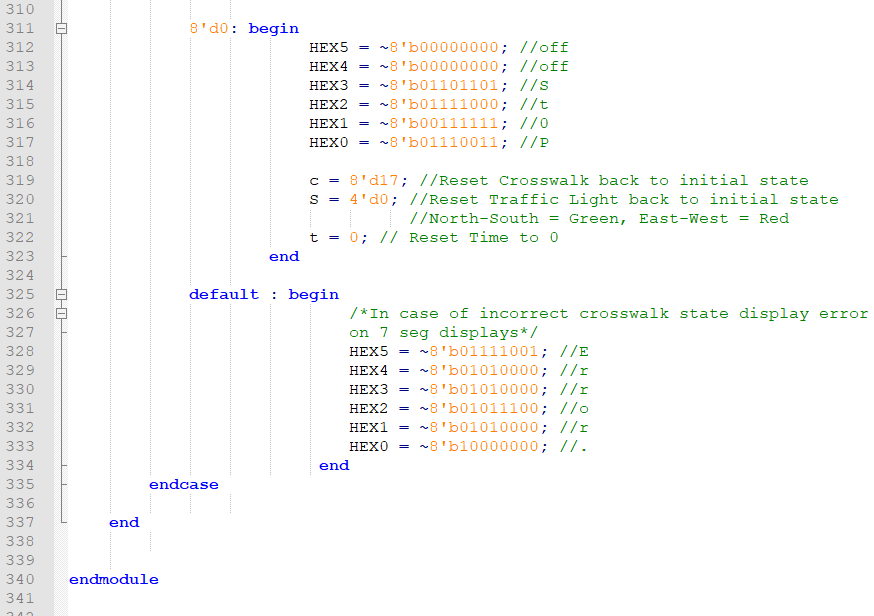 310
311 8'd0: begin
312 HEX5 = ~8'b00000000; //off
313 HEX4 = ~8'b00000000; //off
314 HEX3 = ~8'b01101101; //S
315 HEX2 = ~8'b01111000; //t
316 HEX1 = ~8'b00111111; //0
317 HEX0 = ~8'b01110011; //P
318
319 c = 8'd17; //Reset Crosswalk back to initial state
320 S = 4'd0; //Reset Traffic Light back to initial state
321 //North-South = Green, East-West = Red
322 t = 0; // Reset Time to 0
323 end
324
325 default : begin
326 /*In case of incorrect crosswalk state display error
327 on 7 seg displays*/
328 HEX5 = ~8'b01111001; //E
329 HEX4 = ~8'b01010000; //r
330 HEX3 = ~8'b01010000; //r
331 HEX2 = ~8'b01011100; //o
332 HEX1 = ~8'b01010000; //r
333 HEX0 = ~8'b10000000; //.
334 end
335 endcase
336
337 end
338
339
340 endmodule
341
342